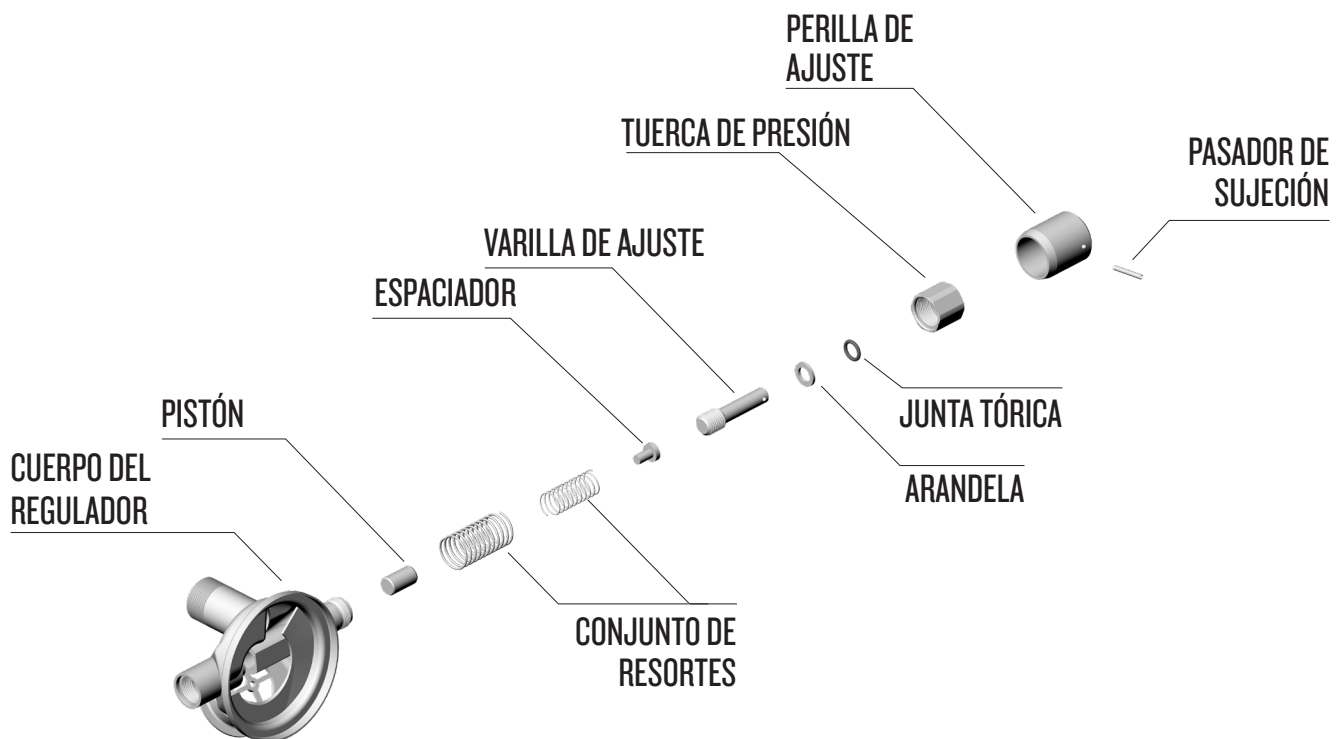 PERILLA DE
AJUSTE
TUERCA DE PRESIÓN
PASADOR DE
SUJECIÓN
VARILLA DE AJUSTE
ESPACIADOR
JUNTA TÓRICA
PISTÓN
ARANDELA
CUERPO DEL
REGULADOR
CONJUNTO DE
RESORTES